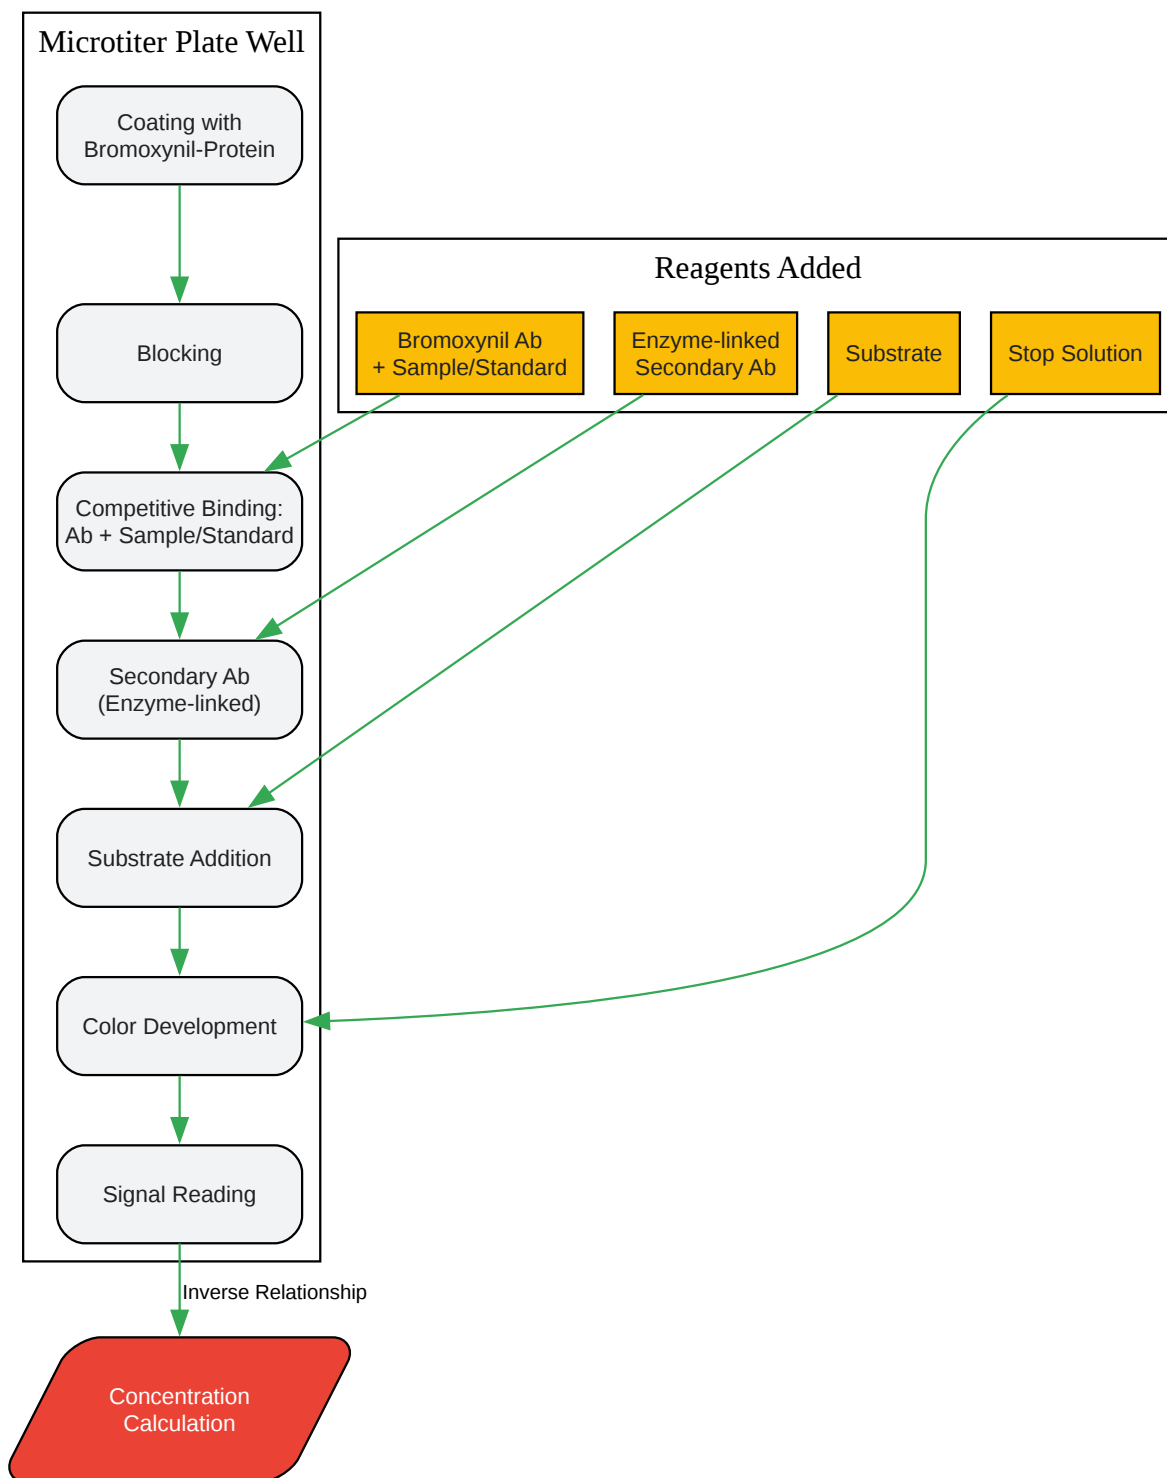 Microtiter Plate Well
Coating with
Bromoxynil-Protein
Reagents Added
Blocking
Bromoxynil Ab
+ Sample/Standard
Enzyme-linked
Secondary Ab
Substrate
Stop Solution
Competitive Binding:
Ab + Sample/Standard
Secondary Ab
(Enzyme-linked)
Substrate Addition
Color Development
Signal Reading
Inverse Relationship
Concentration
Calculation